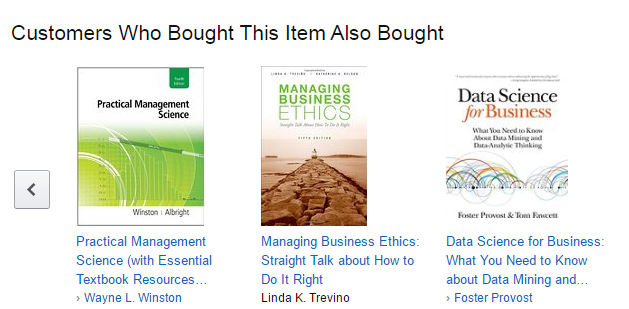 Customers Who Bought This Item Also Bought
Practical Management
Science
Winston | Albright
Practical Management
Science (with Essential
Textbook Resources…
› Wayne L. Winston
LINDA K. TREVINO | KATHERINE A. NELSON
MANAGING
BUSINESS
ETHICS
Straight Talk About How To Do It Right
FIFTH EDITION
Managing Business Ethics:
Straight Talk about How to
Do It Right
Linda K. Trevino
Data Science
for Business
What You Need to Know
About Data Mining and
Data-Analytic Thinking
Foster Provost & Tom Fawcett
Data Science for Business:
What You Need to Know
about Data Mining and…
› Foster Provost